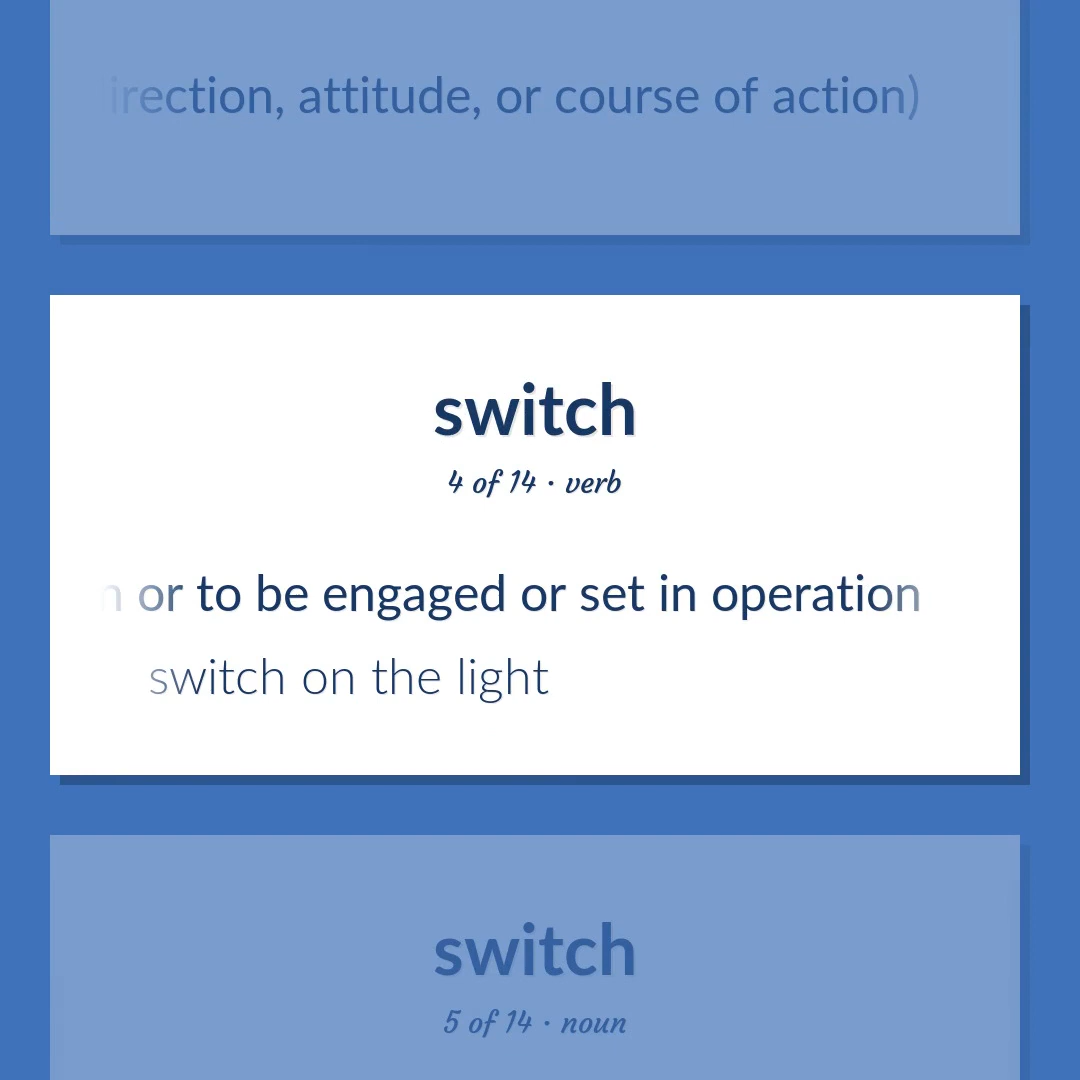 irection, attitude, or course of action)
switch
4 of 14 · verb
or to be engaged or set in operation
switch on the light
switch
5 of 14 · noun